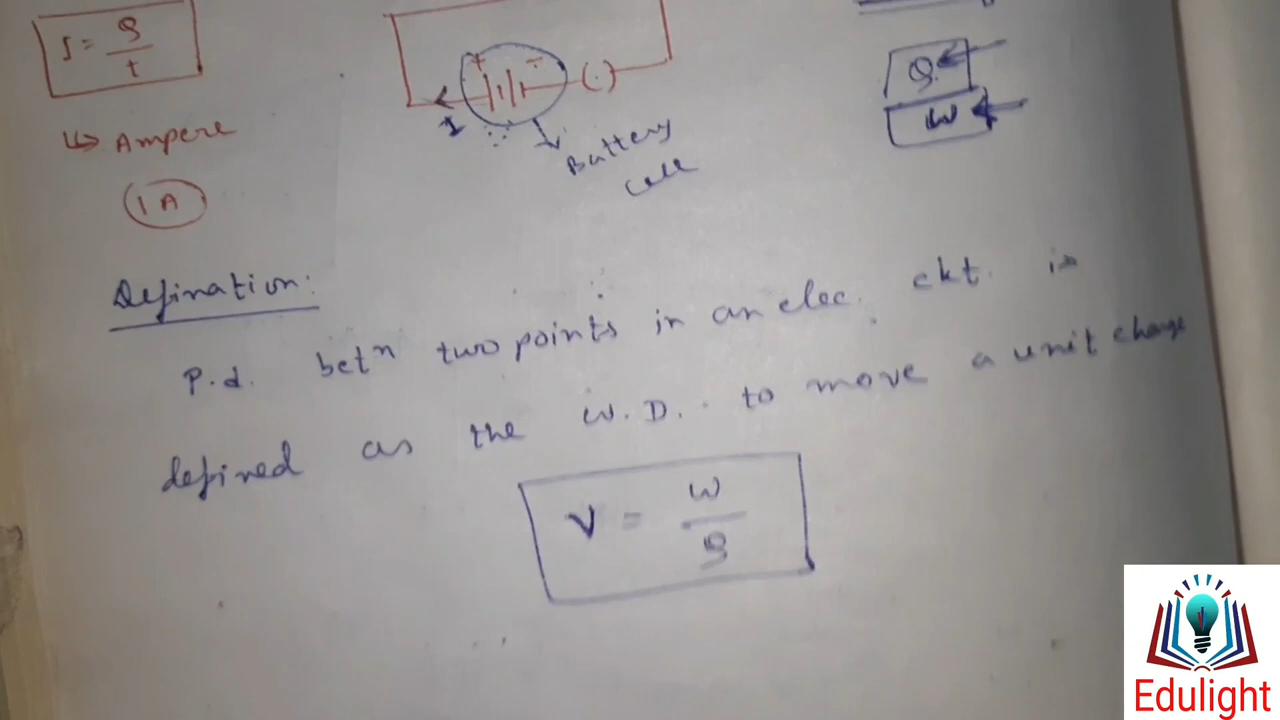 I = Q/t
↳ Ampere
1 A
+ -
( )
I
Battery
cell
Q
W
Defination:
P.d. betⁿ two points in an elec. ckt. is
defined as the W.D. to move a unit charge
V = W/Q
Edulight